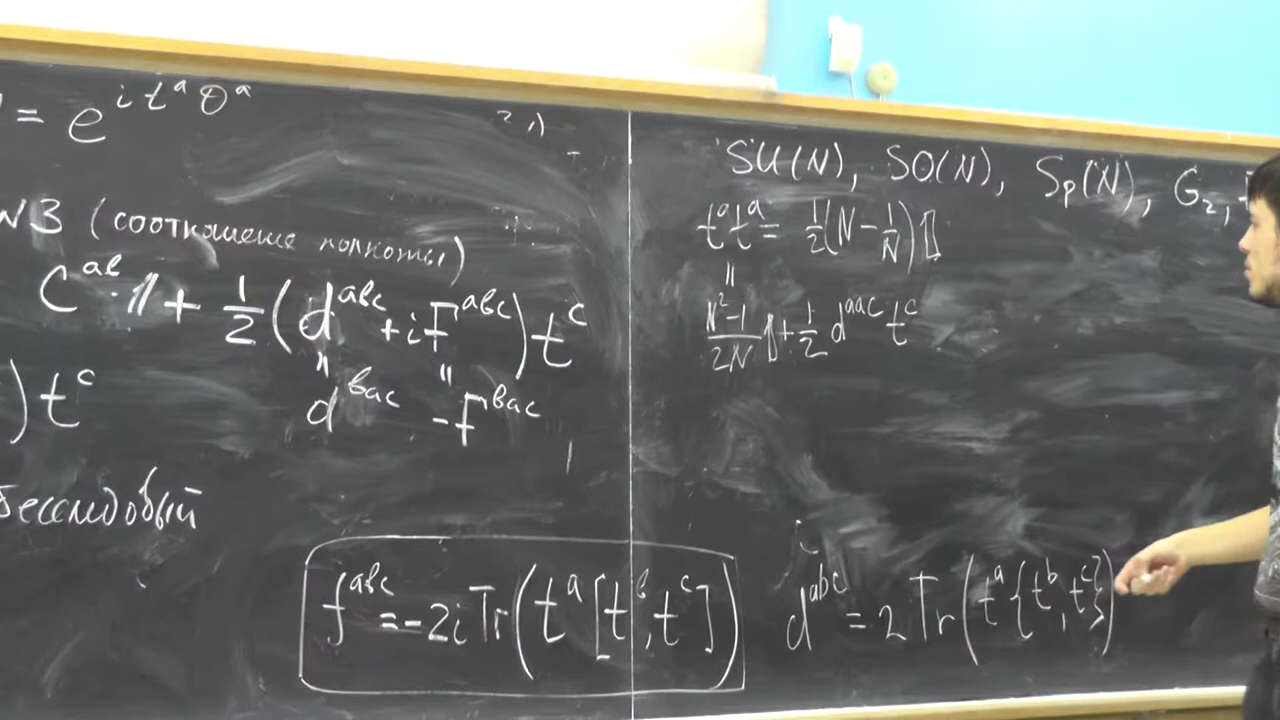 = e^{i t^a θ^a}
№3 (соотношение полноты)
C^{ab}·𝟙 + 1/2 (d^{abc} + iF^{abc}) t^c
" "
) t^c d^{bac} -F^{bac}
бесследовый
f^{abc} = -2i Tr(t^a [t^b, t^c])
SU(N), SO(N), Sp(N), G₂,
t^a t^a = 1/2 (N - 1/N) 𝟙
"
N²-1/2N 𝟙 + 1/2 d^{aac} t^c
d^{abc} = 2 Tr(t^a {t^b, t^c})